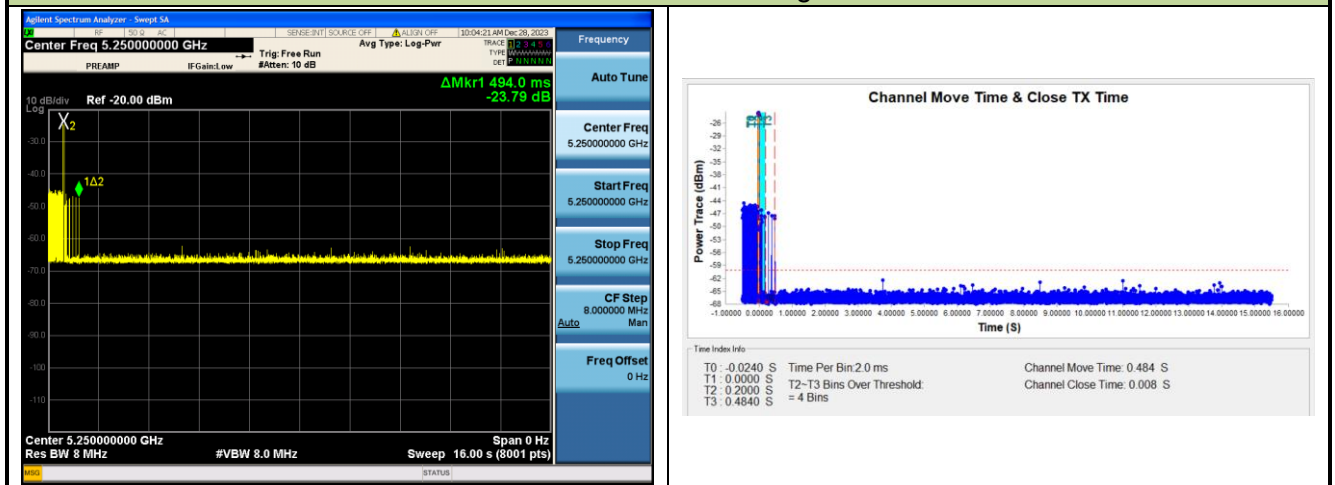 Agilent Spectrum Analyzer - Swept SA
RF 50 Ω AC SENSE:INT SOURCE OFF ALIGN OFF 10:04:21 AM Dec 28, 2023
Center Freq 5.250000000 GHz
Avg Type: Log-Pwr
TRACE 1 2 3 4 5 6
Trig: Free Run
TYPE
PREAMP IFGain:Low #Atten: 10 dB
DET P N N N N N
ΔMkr1 494.0 ms
-23.79 dB
10 dB/div Ref -20.00 dBm
Log
X2
1Δ2
-30.0
-40.0
-50.0
-60.0
-70.0
-80.0
-90.0
-100
-110
Center 5.250000000 GHz Span 0 Hz
Res BW 8 MHz #VBW 8.0 MHz Sweep 16.00 s (8001 pts)
MSG STATUS
Frequency
Auto Tune
Center Freq
5.250000000 GHz
Start Freq
5.250000000 GHz
Stop Freq
5.250000000 GHz
CF Step
8.000000 MHz
Auto Man
Freq Offset
0 Hz
Channel Move Time & Close TX Time
Power Trace (dBm)
-26
-29
-32
-35
-38
-41
-44
-47
-50
-53
-56
-59
-62
-65
-68
-1.00000 0.00000 1.00000 2.00000 3.00000 4.00000 5.00000 6.00000 7.00000 8.00000 9.00000 10.00000 11.00000 12.00000 13.00000 14.00000 15.00000 16.00000
Time (S)
Time Index Info
T0 : -0.0240 S Time Per Bin:2.0 ms Channel Move Time: 0.484 S
T1 : 0.0000 S T2~T3 Bins Over Threshold: Channel Close Time: 0.008 S
T2 : 0.2000 S = 4 Bins
T3 : 0.4840 S